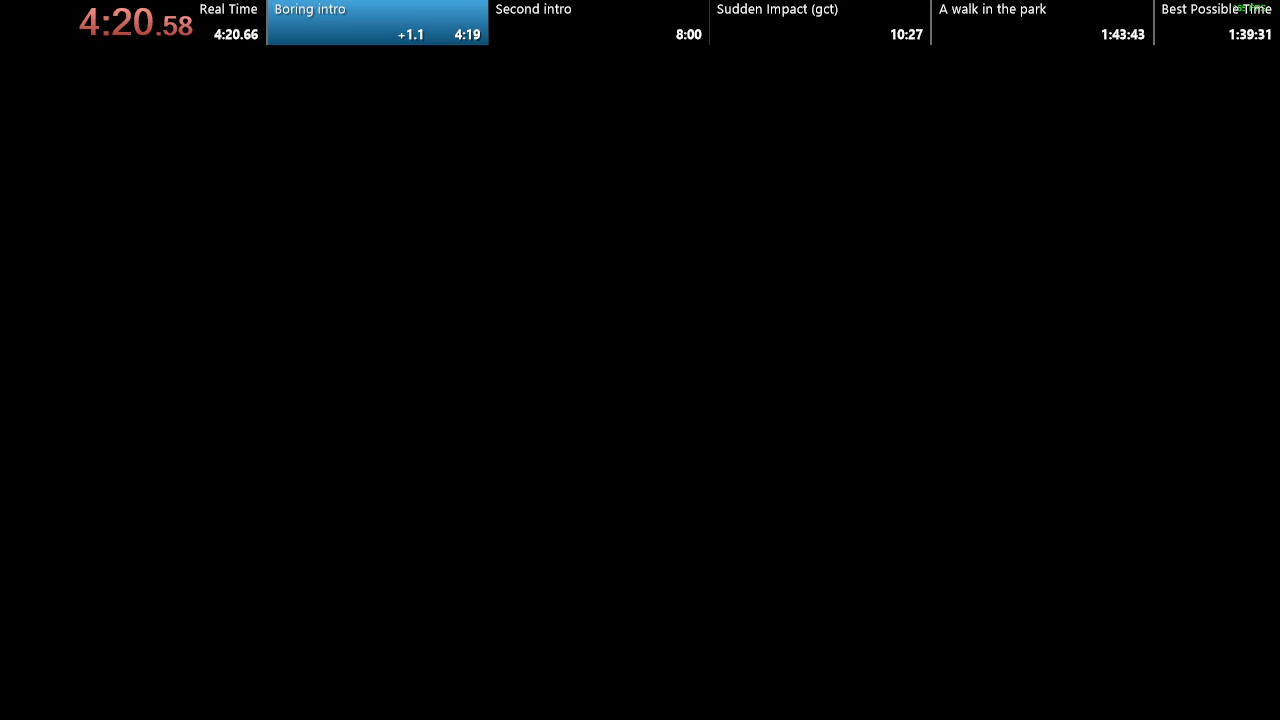 4:20.58
Real Time
4:20.66
Boring intro
+1.1 4:19
Second intro
8:00
Sudden Impact (gct)
10:27
A walk in the park
1:43:43
Best Possible Time
1:39:31